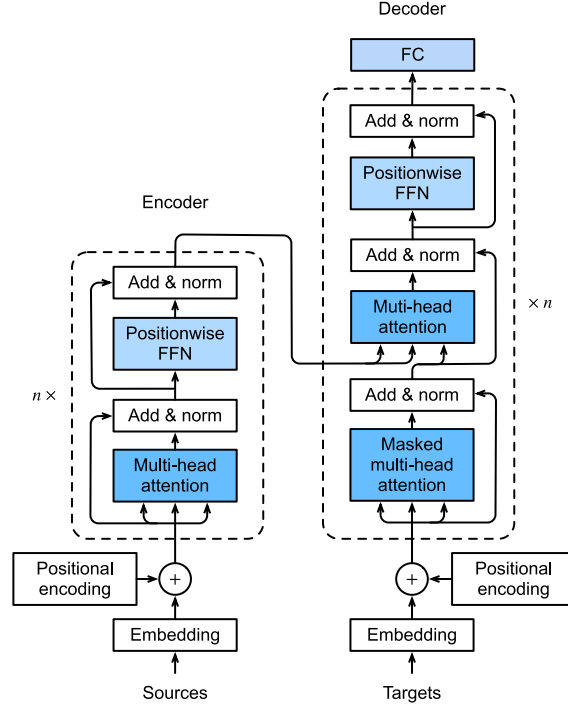 Decoder
FC
Add & norm
Positionwise
FFN
Add & norm
Muti-head
attention
× n
Add & norm
Masked
multi-head
attention
Positional
encoding
+
Embedding
Targets
Encoder
n ×
Add & norm
Positionwise
FFN
Add & norm
Multi-head
attention
Positional
encoding
+
Embedding
Sources